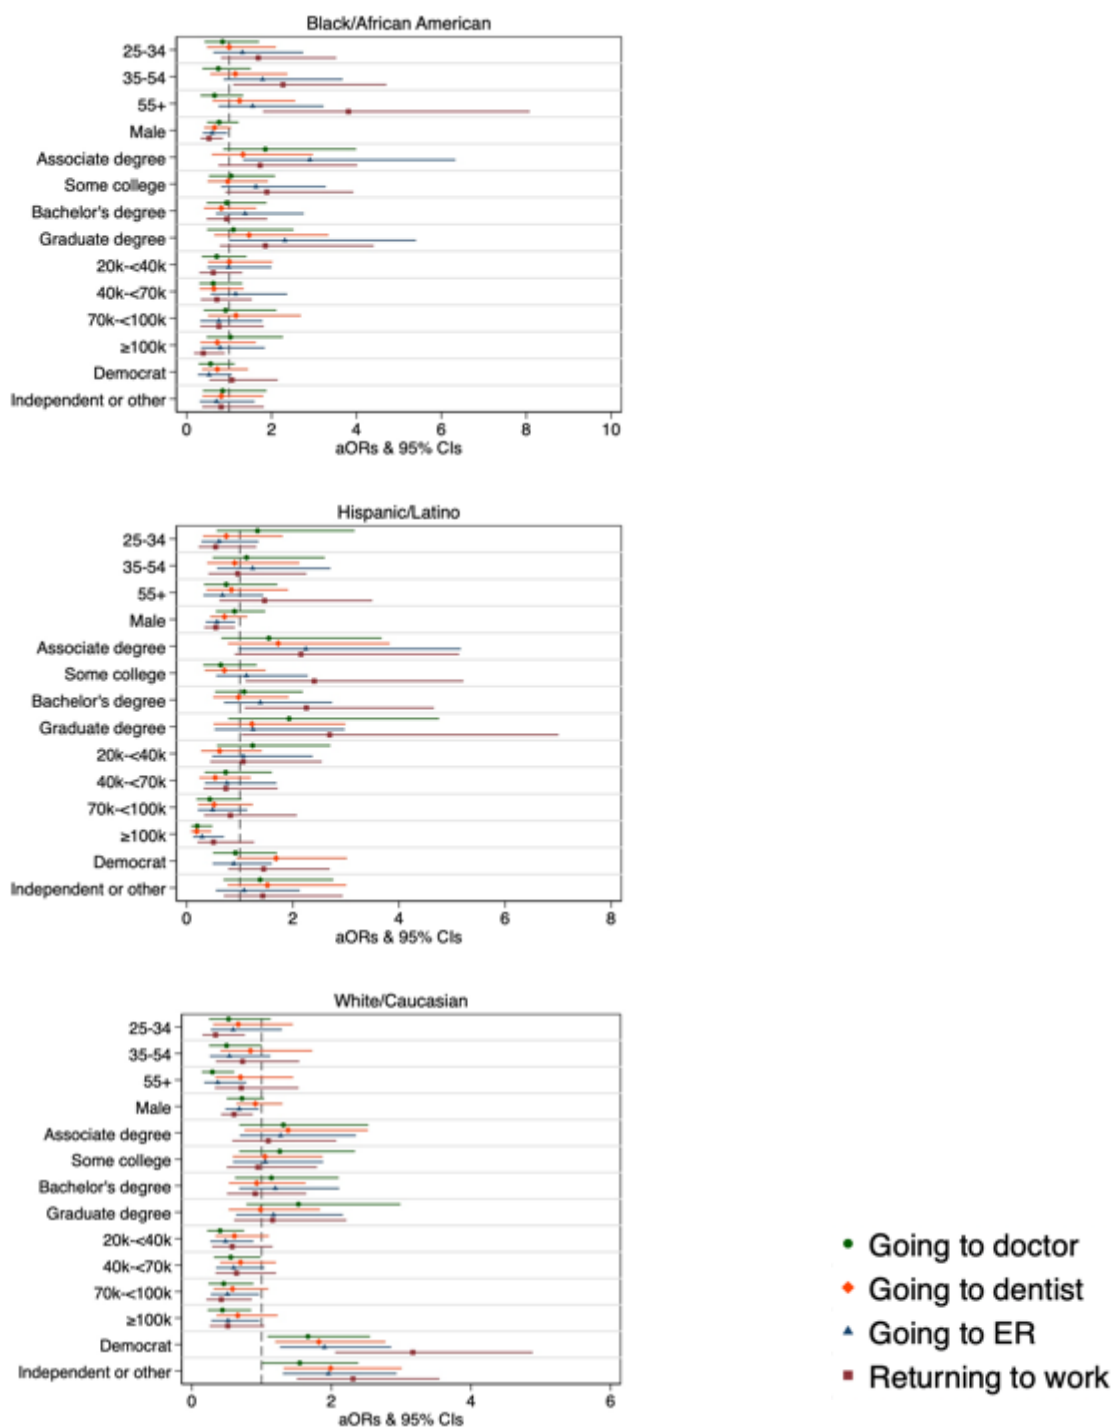 Black/African American
25-34
35-54
55+
Male
Associate degree
Some college
Bachelor's degree
Graduate degree
20k-<40k
40k-<70k
70k-<100k
≥100k
Democrat
Independent or other
0 2 4 6 8 10
aORs & 95% CIs
Hispanic/Latino
25-34
35-54
55+
Male
Associate degree
Some college
Bachelor's degree
Graduate degree
20k-<40k
40k-<70k
70k-<100k
≥100k
Democrat
Independent or other
0 2 4 6 8
aORs & 95% CIs
White/Caucasian
25-34
35-54
55+
Male
Associate degree
Some college
Bachelor's degree
Graduate degree
20k-<40k
40k-<70k
70k-<100k
≥100k
Democrat
Independent or other
0 2 4 6
aORs & 95% CIs
Going to doctor
Going to dentist
Going to ER
Returning to work